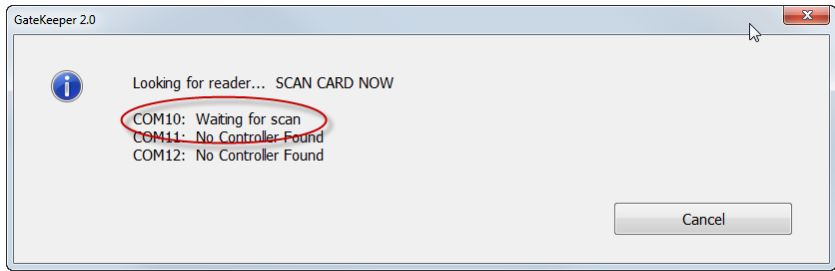 GateKeeper 2.0
Looking for reader... SCAN CARD NOW
COM10: Waiting for scan
COM11: No Controller Found
COM12: No Controller Found
Cancel